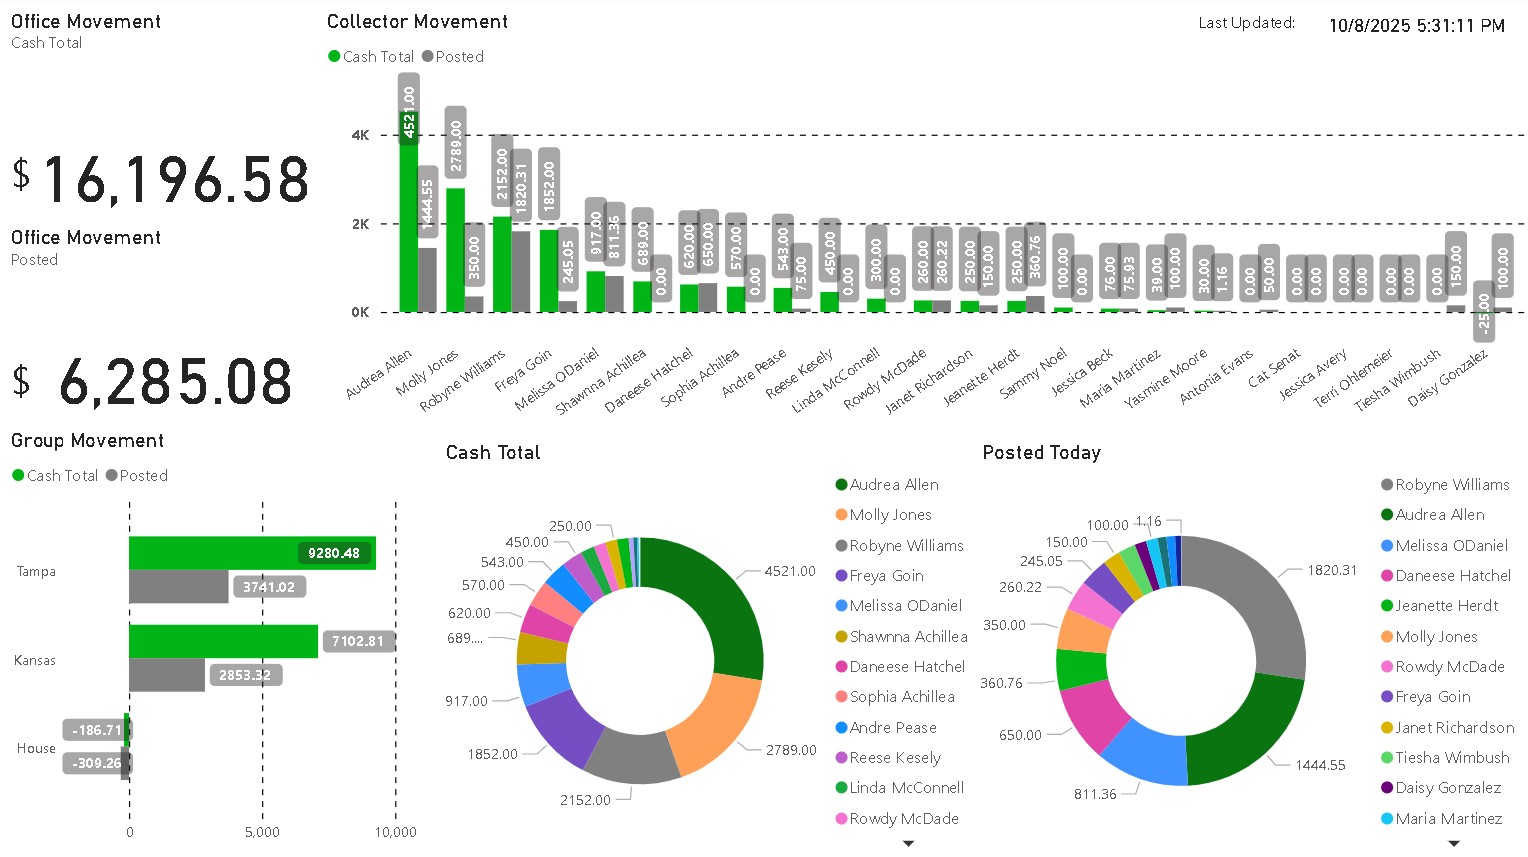 Office Movement
Cash Total
$ 16,196.58
Office Movement
Posted
$ 6,285.08
Collector Movement
Last Updated: 10/8/2025 5:31:11 PM
Cash Total Posted
4K
2K
0K
4521.00 1444.55
2789.00 350.00
2152.00 1820.31
1852.00 245.05
917.00 811.36
689.00 0.00
620.00 650.00
570.00 0.00
543.00 75.00
450.00 0.00
300.00 0.00
260.00 260.22
250.00 150.00
250.00 360.76
100.00 0.00
76.00 75.93
39.00 100.00
30.00 1.16
0.00 50.00
0.00 0.00
0.00 0.00
0.00 0.00
0.00 150.00
-25.00 100.00
Audrea Allen
Molly Jones
Robyne Williams
Freya Goin
Melissa ODaniel
Shawnna Achillea
Daneese Hatchel
Sophia Achillea
Andre Pease
Reese Kesely
Linda McConnell
Rowdy McDade
Janet Richardson
Jeanette Herdt
Sammy Noel
Jessica Beck
Maria Martinez
Yasmine Moore
Antonia Evans
Cat Senat
Jessica Avery
Terri Ohlemeier
Tiesha Wimbush
Daisy Gonzalez
Group Movement
Cash Total Posted
Tampa
9280.48
3741.02
Kansas
7102.81
2853.32
House
-186.71
-309.26
0 5,000 10,000
Cash Total
250.00
450.00
543.00
570.00
620.00
689....
917.00
1852.00
2152.00
2789.00
4521.00
Audrea Allen
Molly Jones
Robyne Williams
Freya Goin
Melissa ODaniel
Shawnna Achillea
Daneese Hatchel
Sophia Achillea
Andre Pease
Reese Kesely
Linda McConnell
Rowdy McDade
Posted Today
1.16
100.00
150.00
245.05
260.22
350.00
360.76
650.00
811.36
1444.55
1820.31
Robyne Williams
Audrea Allen
Melissa ODaniel
Daneese Hatchel
Jeanette Herdt
Molly Jones
Rowdy McDade
Freya Goin
Janet Richardson
Tiesha Wimbush
Daisy Gonzalez
Maria Martinez